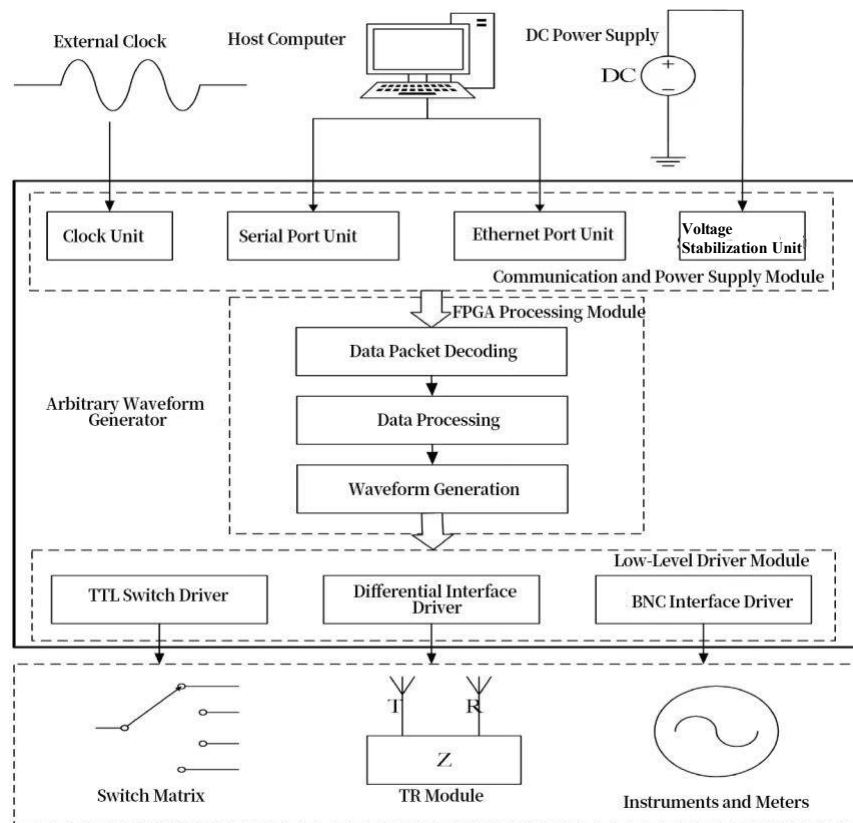 External Clock
Host Computer
DC Power Supply
DC
Clock Unit
Serial Port Unit
Ethernet Port Unit
Voltage
Stabilization Unit
Communication and Power Supply Module
FPGA Processing Module
Data Packet Decoding
Arbitrary Waveform
Generator
Data Processing
Waveform Generation
Low-Level Driver Module
TTL Switch Driver
Differential Interface
Driver
BNC Interface Driver
T
R
Z
Switch Matrix
TR Module
Instruments and Meters